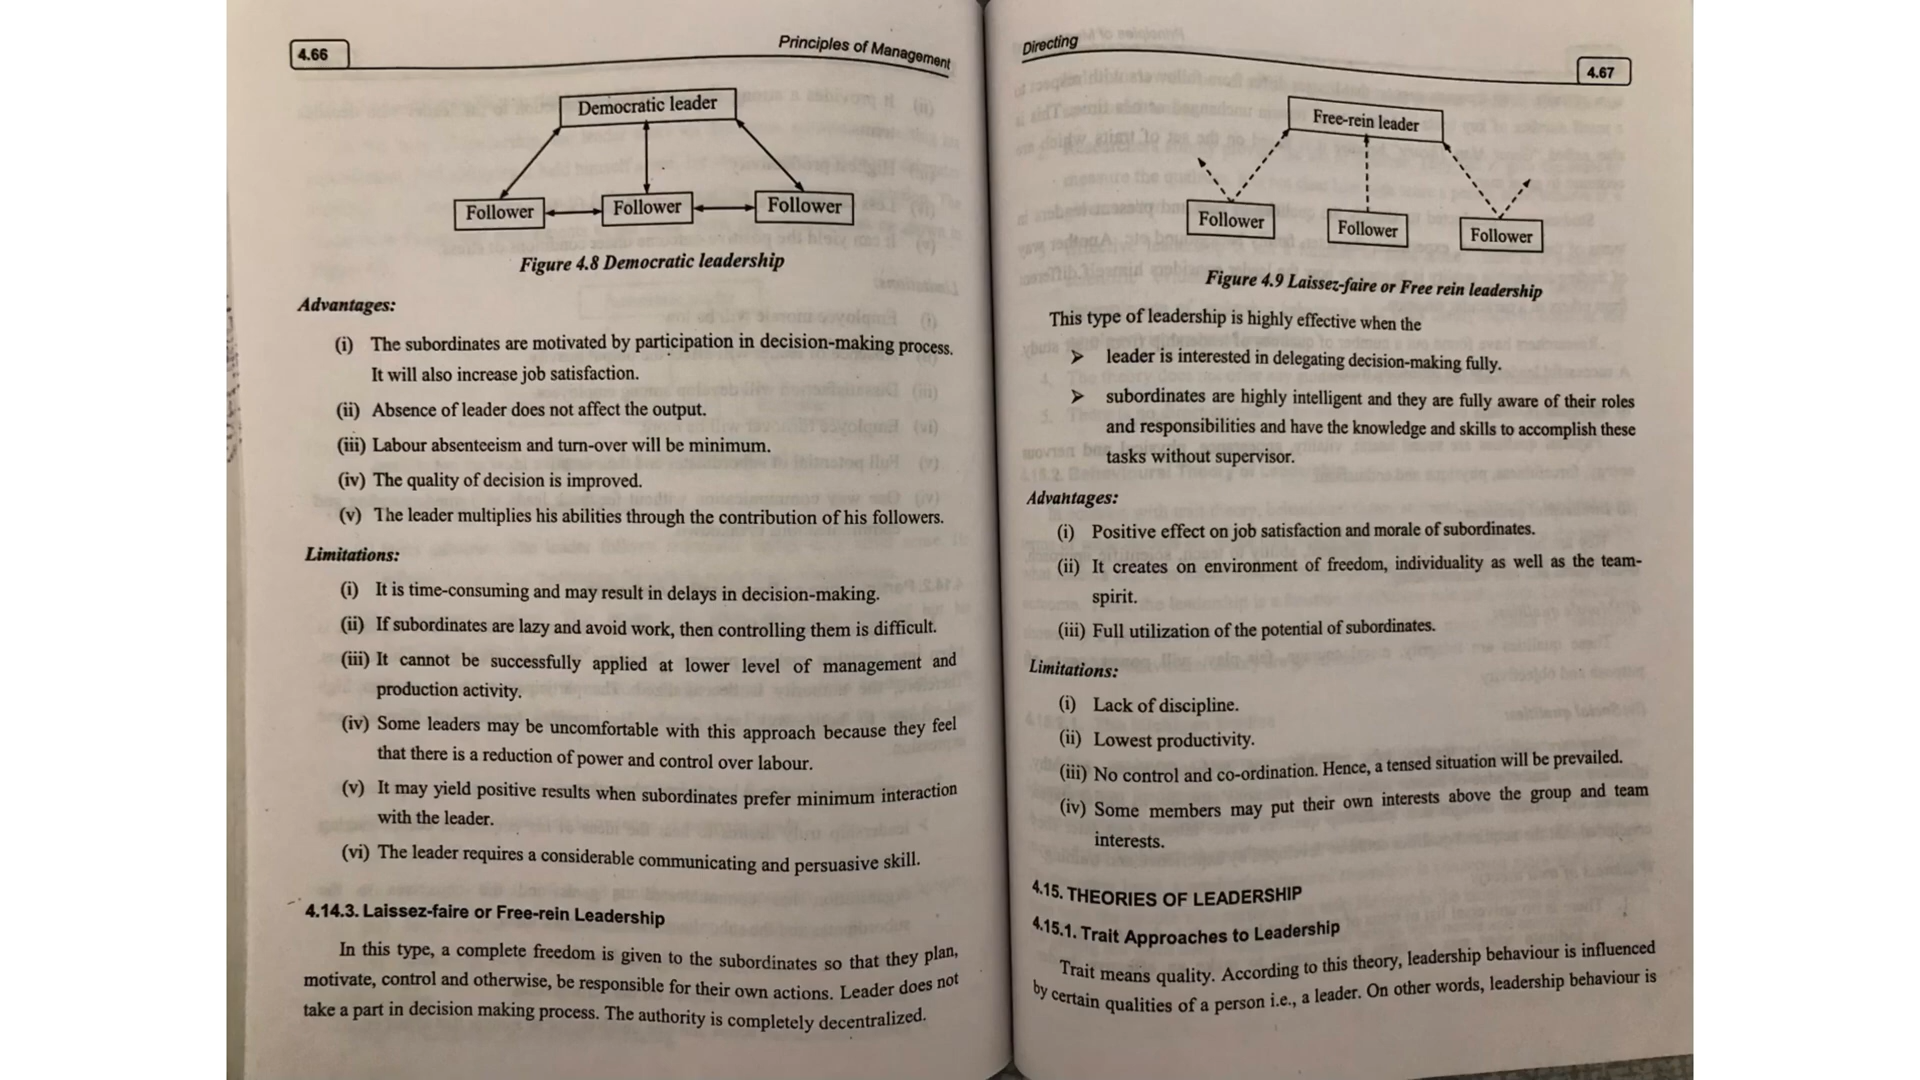 4.66
Principles of Management
Democratic leader
Follower
Follower
Follower
Figure 4.8 Democratic leadership
Advantages:
(i) The subordinates are motivated by participation in decision-making process.
It will also increase job satisfaction.
(ii) Absence of leader does not affect the output.
(iii) Labour absenteeism and turn-over will be minimum.
(iv) The quality of decision is improved.
(v) The leader multiplies his abilities through the contribution of his followers.
Limitations:
(i) It is time-consuming and may result in delays in decision-making.
(ii) If subordinates are lazy and avoid work, then controlling them is difficult.
(iii) It cannot be successfully applied at lower level of management and
production activity.
(iv) Some leaders may be uncomfortable with this approach because they feel
that there is a reduction of power and control over labour.
(v) It may yield positive results when subordinates prefer minimum interaction
with the leader.
(vi) The leader requires a considerable communicating and persuasive skill.
4.14.3. Laissez-faire or Free-rein Leadership
In this type, a complete freedom is given to the subordinates so that they plan,
motivate, control and otherwise, be responsible for their own actions. Leader does not
take a part in decision making process. The authority is completely decentralized.
Directing
4.67
Free-rein leader
Follower
Follower
Follower
Figure 4.9 Laissez-faire or Free rein leadership
This type of leadership is highly effective when the
➢ leader is interested in delegating decision-making fully.
➢ subordinates are highly intelligent and they are fully aware of their roles
and responsibilities and have the knowledge and skills to accomplish these
tasks without supervisor.
Advantages:
(i) Positive effect on job satisfaction and morale of subordinates.
(ii) It creates on environment of freedom, individuality as well as the team-
spirit.
(iii) Full utilization of the potential of subordinates.
Limitations:
(i) Lack of discipline.
(ii) Lowest productivity.
(iii) No control and co-ordination. Hence, a tensed situation will be prevailed.
(iv) Some members may put their own interests above the group and team
interests.
4.15. THEORIES OF LEADERSHIP
4.15.1. Trait Approaches to Leadership
Trait means quality. According to this theory, leadership behaviour is influenced
by certain qualities of a person i.e., a leader. On other words, leadership behaviour is